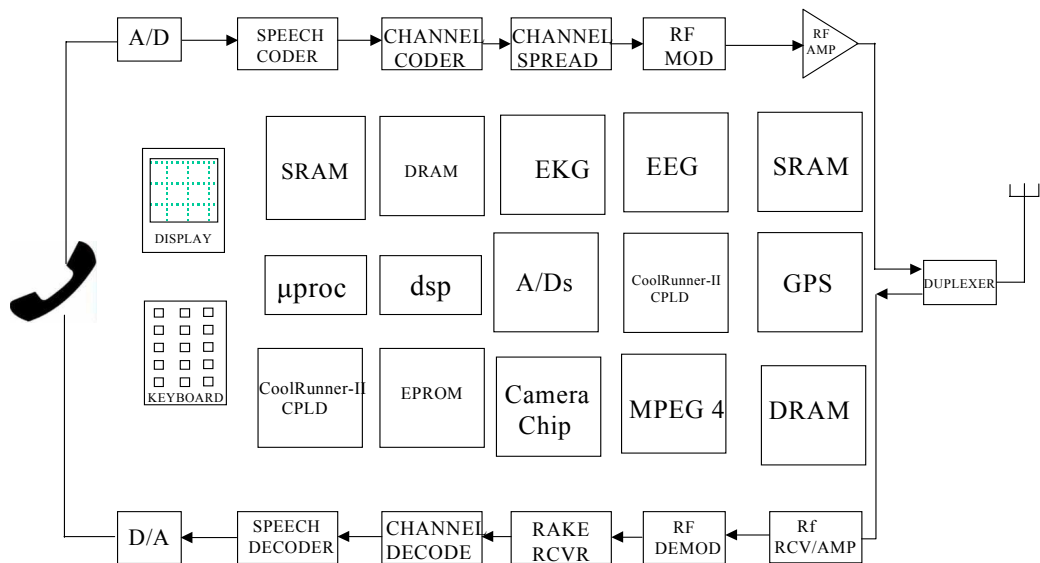 A/D
SPEECH
CODER
CHANNEL
CODER
CHANNEL
SPREAD
RF
MOD
RF
AMP
SRAM
DRAM
EKG
EEG
SRAM
DISPLAY
μproc
dsp
A/Ds
CoolRunner-II
CPLD
GPS
DUPLEXER
KEYBOARD
CoolRunner-II
CPLD
EPROM
Camera
Chip
MPEG 4
DRAM
D/A
SPEECH
DECODER
CHANNEL
DECODE
RAKE
RCVR
RF
DEMOD
Rf
RCV/AMP